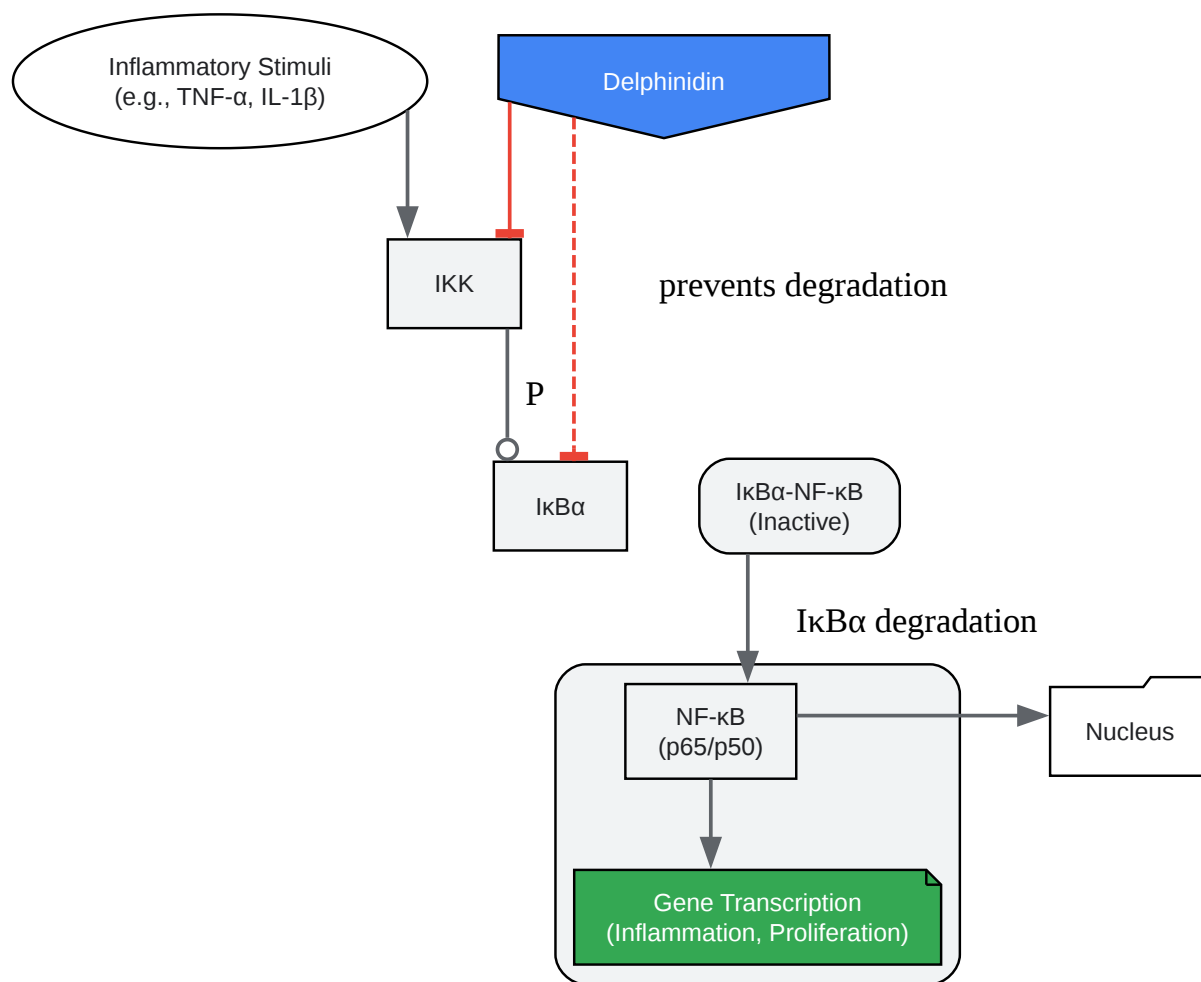 Inflammatory Stimuli
(e.g., TNF-α, IL-1β)
Delphinidin
IKK
prevents degradation
P
IκBα
IκBα-NF-κB
(Inactive)
IκBα degradation
NF-κB
(p65/p50)
Nucleus
Gene Transcription
(Inflammation, Proliferation)